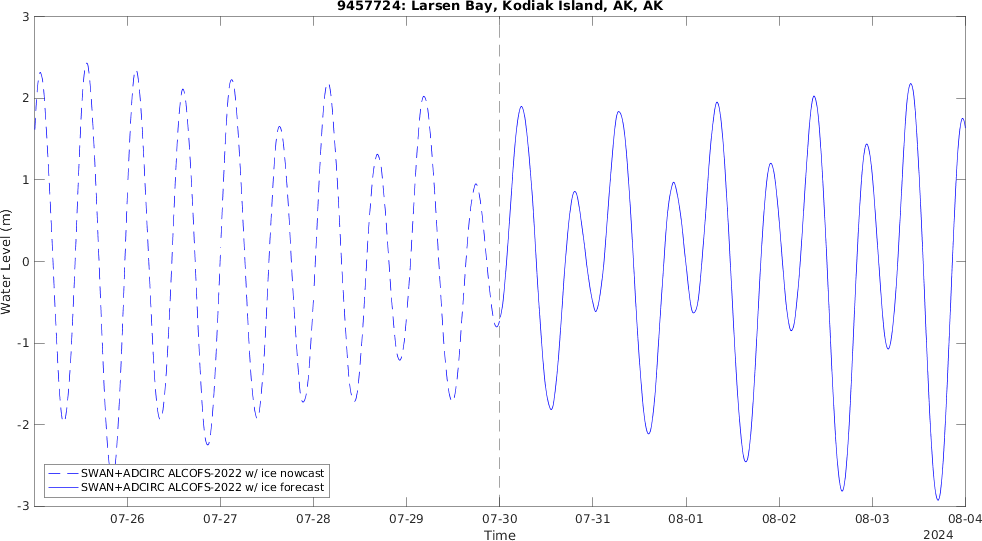 9457724: Larsen Bay, Kodiak Island, AK, AK
3
2
1
0
-1
-2
-3
Water Level (m)
SWAN+ADCIRC ALCOFS-2022 w/ ice nowcast
SWAN+ADCIRC ALCOFS-2022 w/ ice forecast
07-26 07-27 07-28 07-29 07-30 07-31 08-01 08-02 08-03 08-04
Time
2024